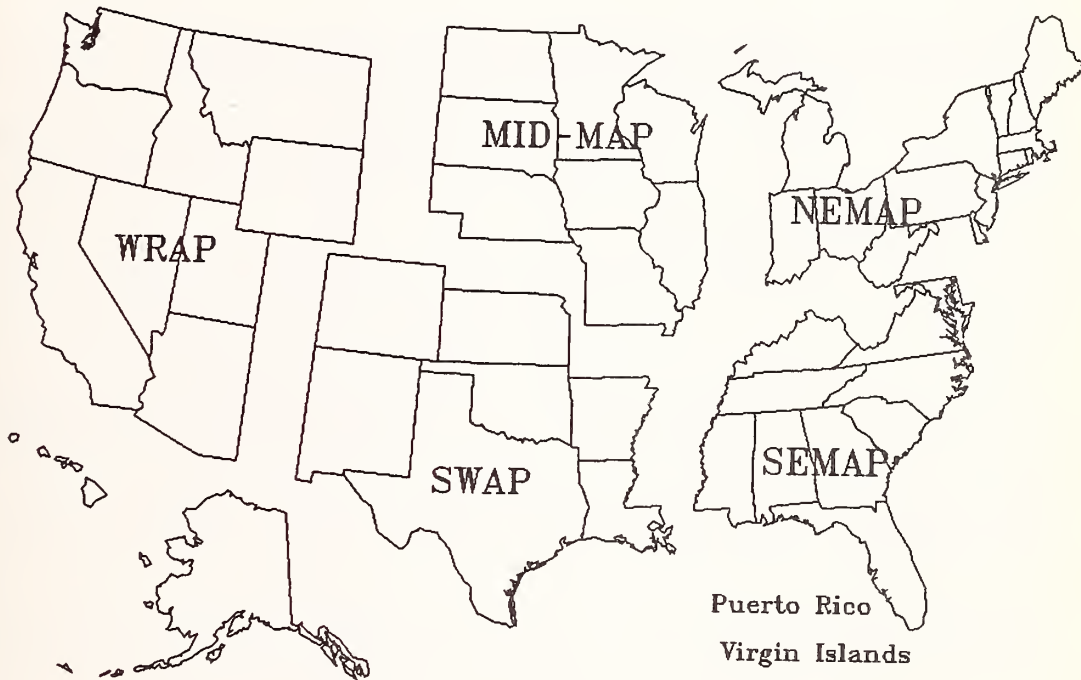 MID-MAP
NEMAP
WRAP
SEMAP
SWAP
Puerto Rico
Virgin Islands